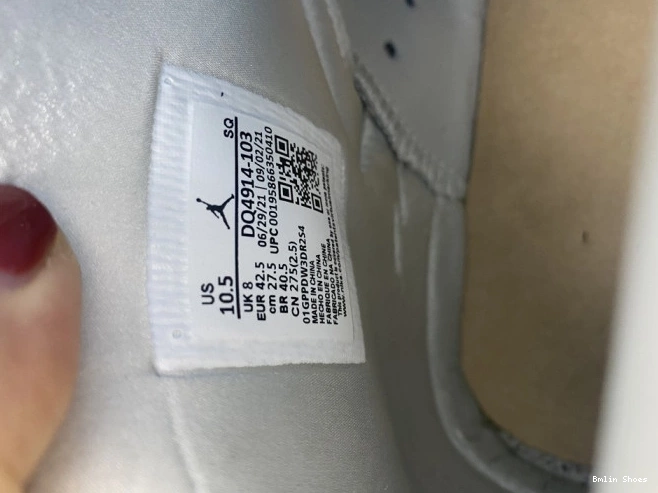 US
10.5
SQ
UK 8
EUR 42.5
cm 27.5
BR 40.5
CN 275(2.5)
DQ4914-103
06/29/21 | 09/02/21
UPC 00195866350410
01GPPDW3DR254
MADE IN CHINA
HECHO EN CHINA
FABRIQUE EN CHINE
FABRICADO NA CHINA
Bmlin Shoes